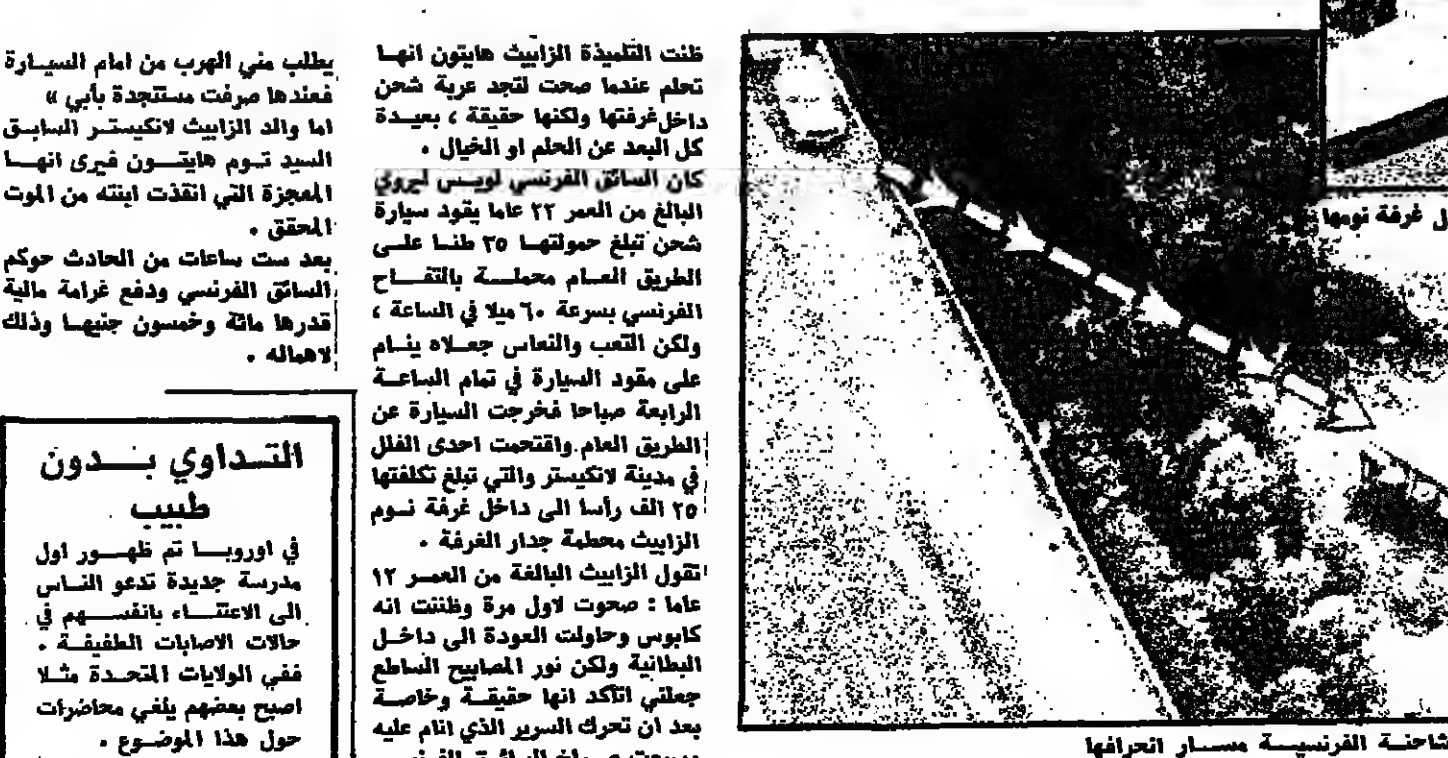 ل غرفة نومها
شاحنة الفرنسية مسار انحرافها
ظنت التلميذة الزابيث هايتون انها
تحلم عندما صحت لتجد عربة شحن
داخل غرفتها ولكنها حقيقة ، بعيدة
كل البعد عن الحلم او الخيال .
كان السائق الفرنسي لويس ليروي
البالغ من العمر ٢٢ عاما يقود سيارة
شحن تبلغ حمولتها ٣٥ طنا على
الطريق العام محملة بالتفاح
الفرنسي بسرعة ٦٠ ميلا في الساعة ،
ولكن التعب والنعاس جعلاه ينام
على مقود السيارة في تمام الساعة
الرابعة صباحا فخرجت السيارة عن
الطريق العام واقتحمت احدى الفلل
في مدينة لانكيستر والتي تبلغ تكلفتها
٢٥ الف رأسا الى داخل غرفة نوم
الزابيث محطمة جدار الغرفة .
تقول الزابيث البالغة من العمر ١٢
عاما : صحوت لاول مرة وظننت انه
كابوس وحاولت العودة الى داخل
البطانية ولكن نور المصابيح الساطع
جعلني اتأكد انها حقيقة وخاصة
بعد ان تحرك السرير الذي انام عليه
يطلب مني الهرب من امام السيارة
فعندها صرفت مستنجدة بأبي »
اما والد الزابيث لانكيستر السابق
السيد توم هايتون فيرى انها
المعجزة التي انقذت ابنته من الموت
المحقق .
بعد ست ساعات من الحادث حوكم
السائق الفرنسي ودفع غرامة مالية
قدرها مائة وخمسون جنيها وذلك
لاهماله .
التداوي بدون
طبيب
في اوروبا تم ظهور اول
مدرسة جديدة تدعو الناس
الى الاعتناء بانفسهم في
حالات الاصابات الطفيفة .
ففي الولايات المتحدة مثلا
اصبح بعضهم يلقي محاضرات
حول هذا الموضوع .